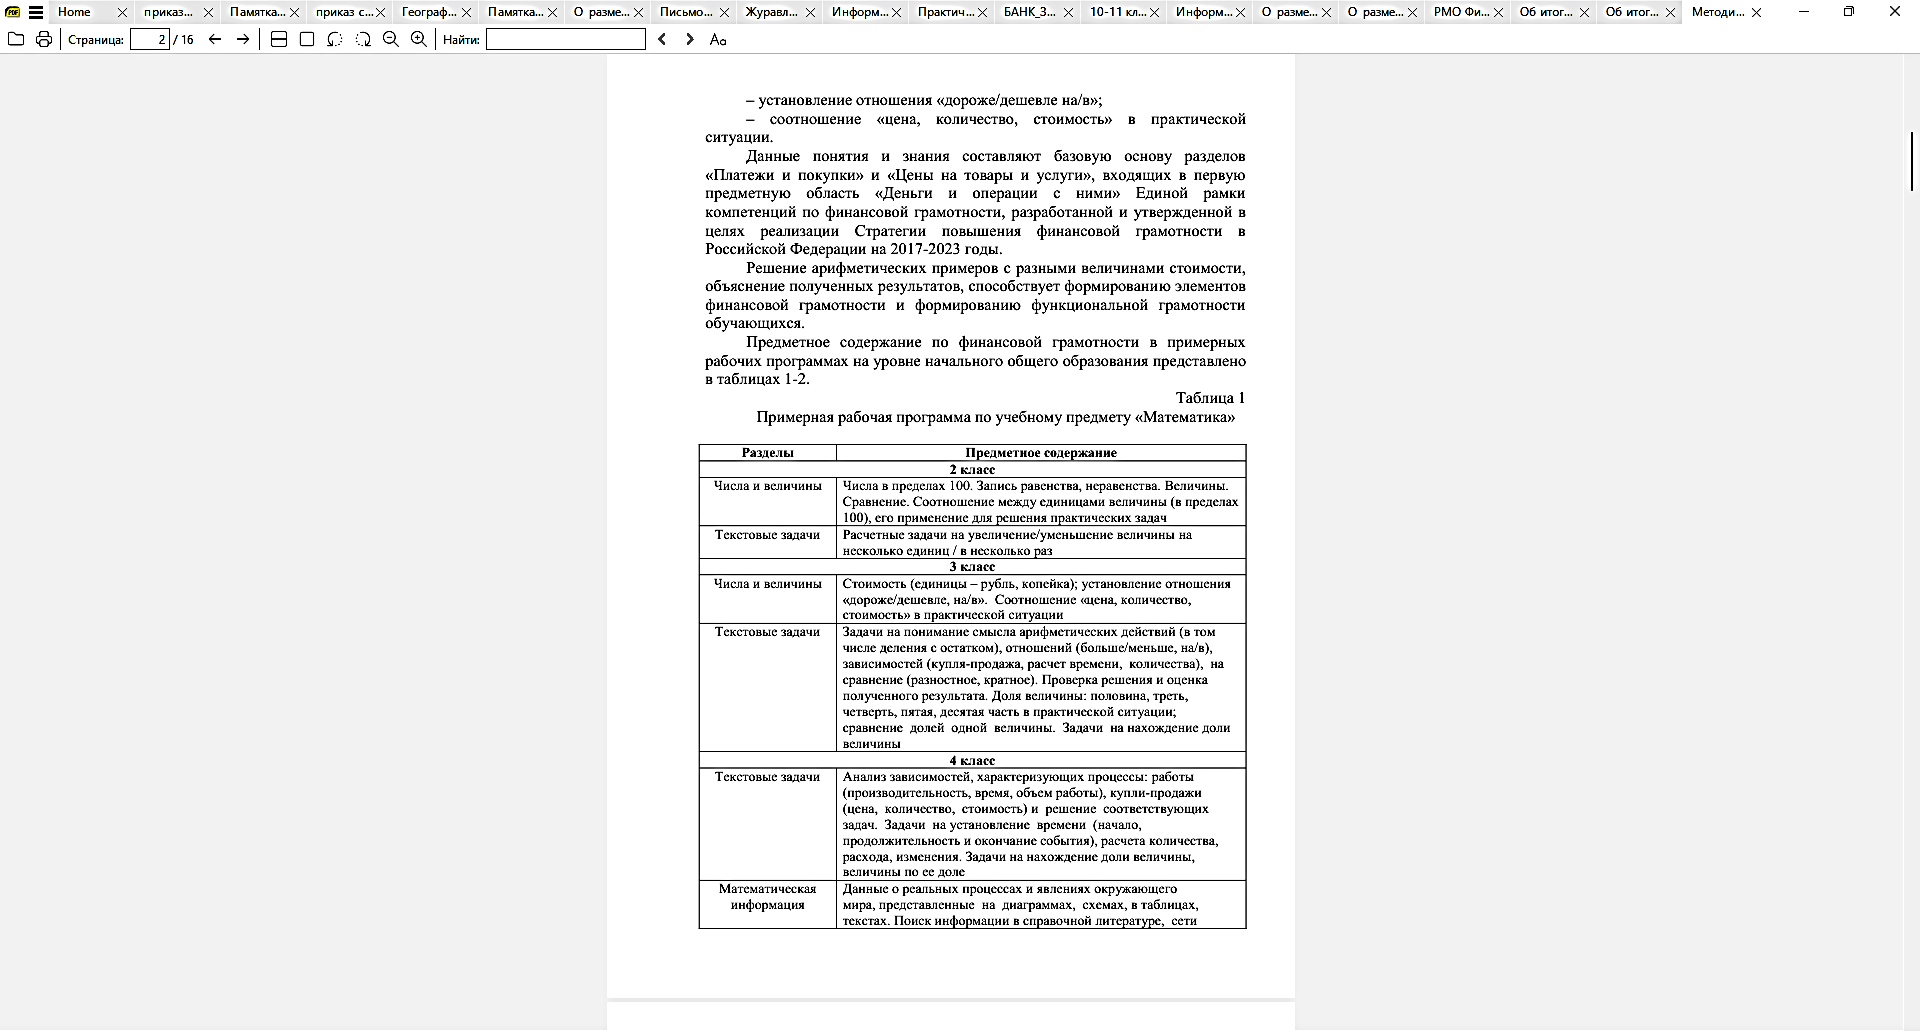 Home приказ... Памятка... приказ с... Географ... Памятка... О разме... Письмо... Журавл... Информ... Практич... БАНК_З... 10-11 кл... Информ... О разме... О разме... РМО Фи... Об итог... Об итог... Методи...
Страница: 2 / 16 Найти: Aa
– установление отношения «дороже/дешевле на/в»;
– соотношение «цена, количество, стоимость» в практической
ситуации.
Данные понятия и знания составляют базовую основу разделов
«Платежи и покупки» и «Цены на товары и услуги», входящих в первую
предметную область «Деньги и операции с ними» Единой рамки
компетенций по финансовой грамотности, разработанной и утвержденной в
целях реализации Стратегии повышения финансовой грамотности в
Российской Федерации на 2017-2023 годы.
Решение арифметических примеров с разными величинами стоимости,
объяснение полученных результатов, способствует формированию элементов
финансовой грамотности и формированию функциональной грамотности
обучающихся.
Предметное содержание по финансовой грамотности в примерных
рабочих программах на уровне начального общего образования представлено
в таблицах 1-2.
Таблица 1
Примерная рабочая программа по учебному предмету «Математика»
Разделы Предметное содержание
2 класс
Числа и величины Числа в пределах 100. Запись равенства, неравенства. Величины.
Сравнение. Соотношение между единицами величины (в пределах
100), его применение для решения практических задач
Текстовые задачи Расчетные задачи на увеличение/уменьшение величины на
несколько единиц / в несколько раз
3 класс
Числа и величины Стоимость (единицы – рубль, копейка); установление отношения
«дороже/дешевле, на/в». Соотношение «цена, количество,
стоимость» в практической ситуации
Текстовые задачи Задачи на понимание смысла арифметических действий (в том
числе деления с остатком), отношений (больше/меньше, на/в),
зависимостей (купля-продажа, расчет времени, количества), на
сравнение (разностное, кратное). Проверка решения и оценка
полученного результата. Доля величины: половина, треть,
четверть, пятая, десятая часть в практической ситуации;
сравнение долей одной величины. Задачи на нахождение доли
величины
4 класс
Текстовые задачи Анализ зависимостей, характеризующих процессы: работы
(производительность, время, объем работы), купли-продажи
(цена, количество, стоимость) и решение соответствующих
задач. Задачи на установление времени (начало,
продолжительность и окончание события), расчета количества,
расхода, изменения. Задачи на нахождение доли величины,
величины по ее доле
Математическая Данные о реальных процессах и явлениях окружающего
информация мира, представленные на диаграммах, схемах, в таблицах,
текстах. Поиск информации в справочной литературе, сети